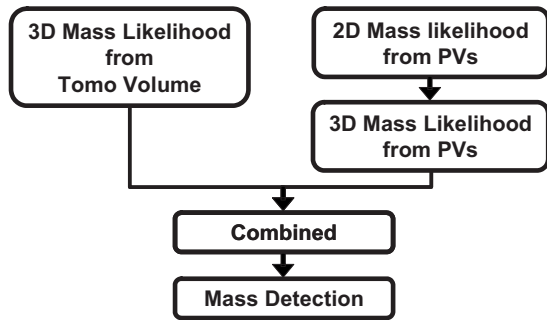 3D Mass Likelihood
from
Tomo Volume
2D Mass likelihood
from PVs
3D Mass Likelihood
from PVs
Combined
Mass Detection